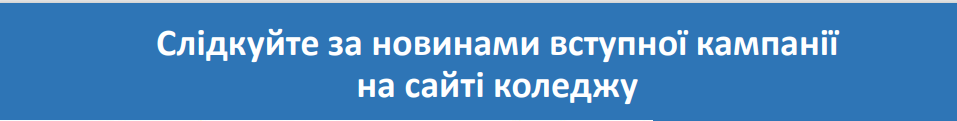 Слідкуйте за новинами вступної кампанії
на сайті коледжу